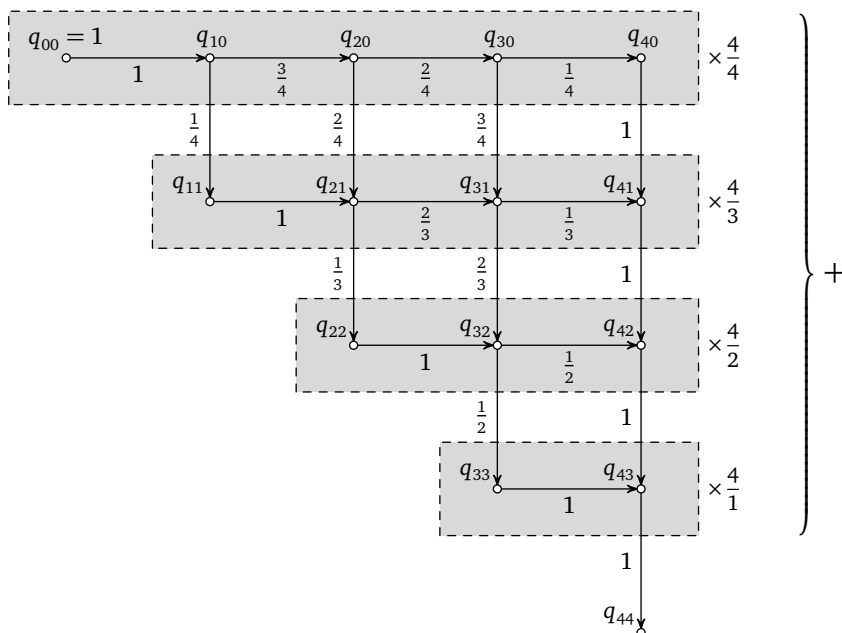 q00 = 1 q10 q20 q30 q40
1 3/4 2/4 1/4 × 4/4
1/4 2/4 3/4 1
q11 q21 q31 q41
1 2/3 1/3 × 4/3
1/3 2/3 1
q22 q32 q42
1 1/2 × 4/2
1/2 1
q33 q43
1 × 4/1
1
q44
} +